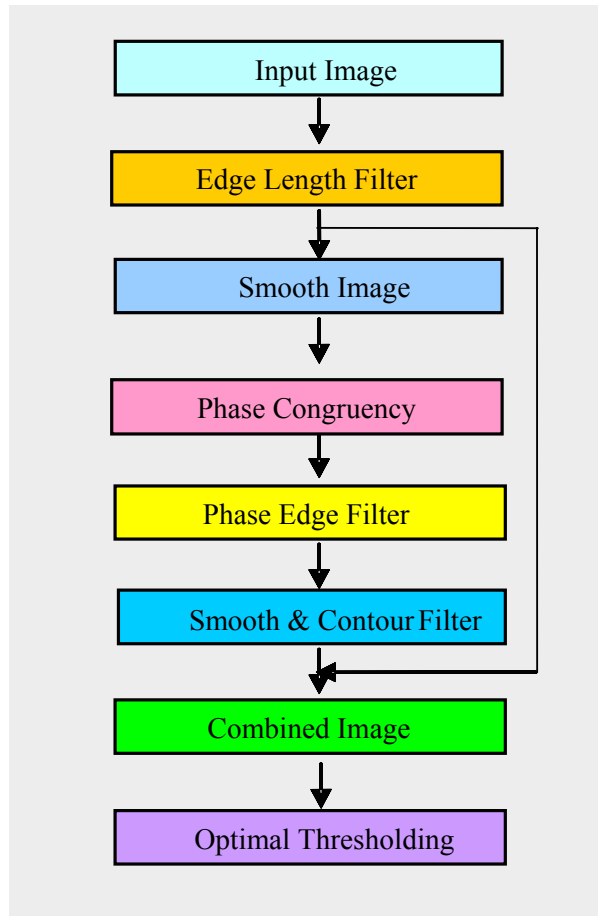 Input Image
Edge Length Filter
Smooth Image
Phase Congruency
Phase Edge Filter
Smooth & Contour Filter
Combined Image
Optimal Thresholding